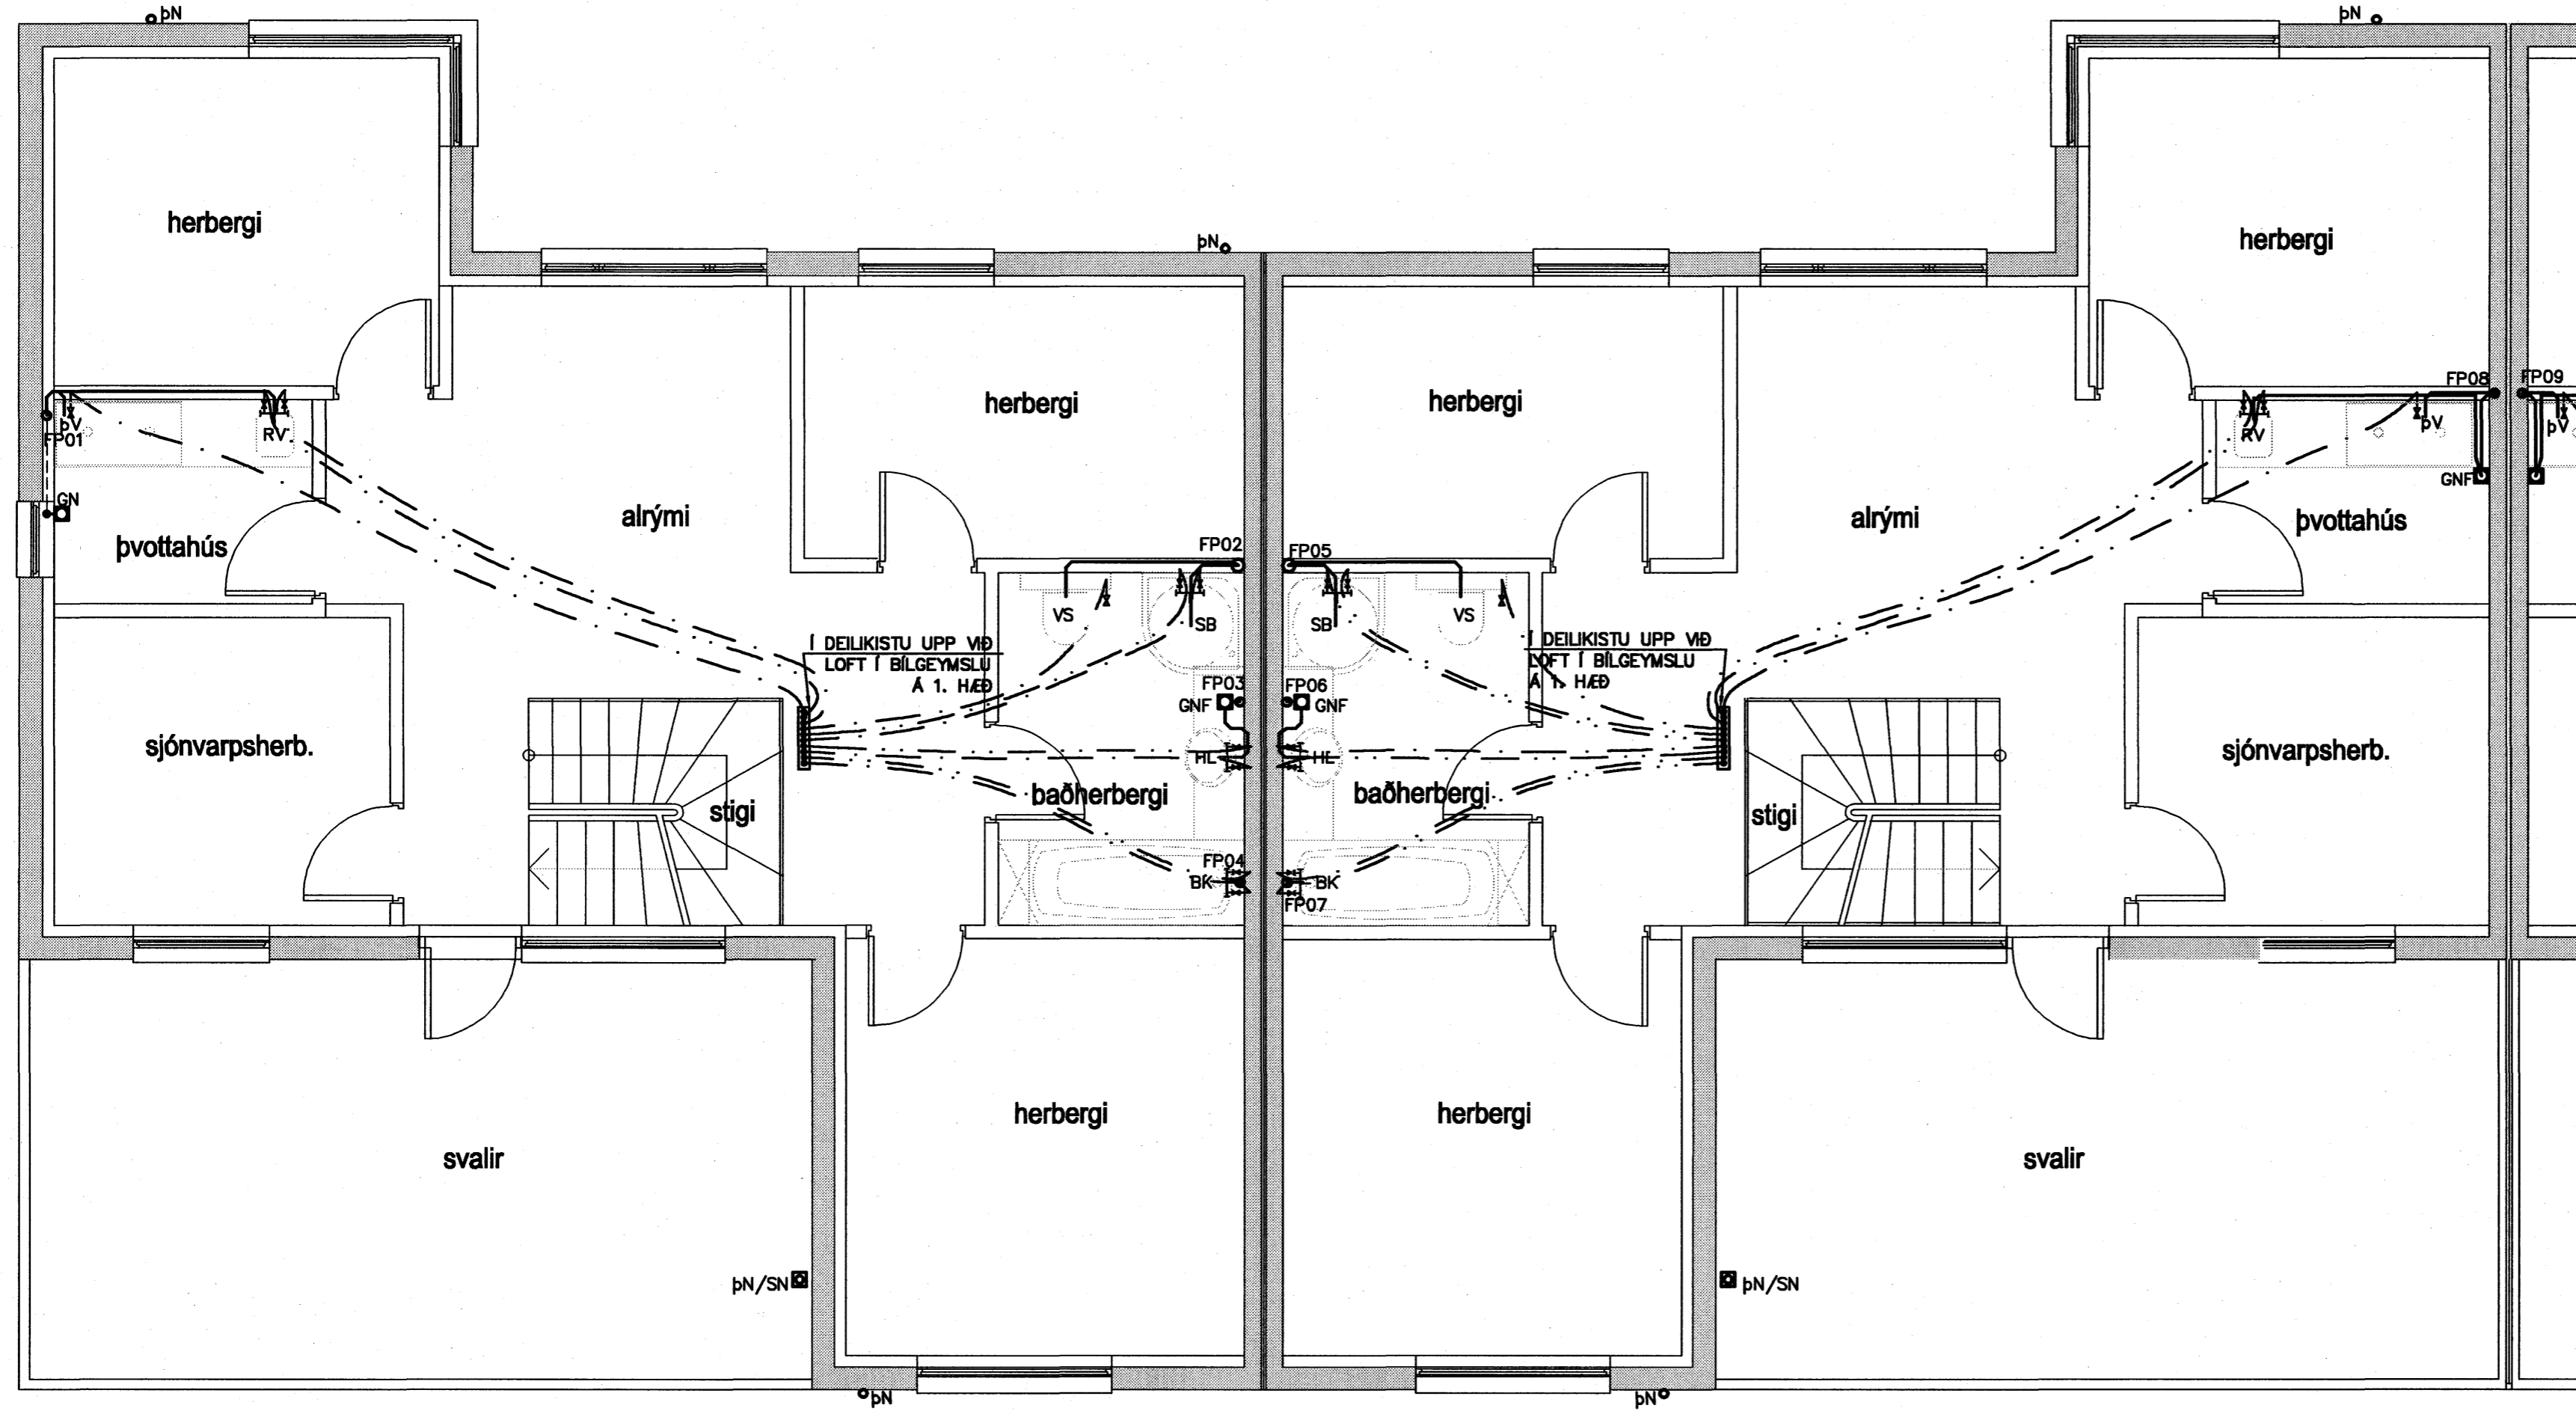 þN
þN
herbergi
herbergi
þN
herbergi
herbergi
FP08
FP09
þV
FP01
RV
RV
þV
þV
GNF
GN
alrými
alrými
þvottahús
þvottahús
FP02
FP05
VS
SB
SB
VS
Í DEILIKISTU UPP VIÐ
LOFT Í BÍLGEYMSLU
Á 1. HÆÐ
Í DEILIKISTU UPP VIÐ
LOFT Í BÍLGEYMSLU
Á 1. HÆÐ
FP03
FP06
GNF
GNF
sjónvarpsherb.
sjónvarpsherb.
HL
HL
baðherbergi
baðherbergi
stigi
stigi
FP04
BK
BK
FP07
herbergi
herbergi
svalir
svalir
þN/SN
þN/SN
þN
þN